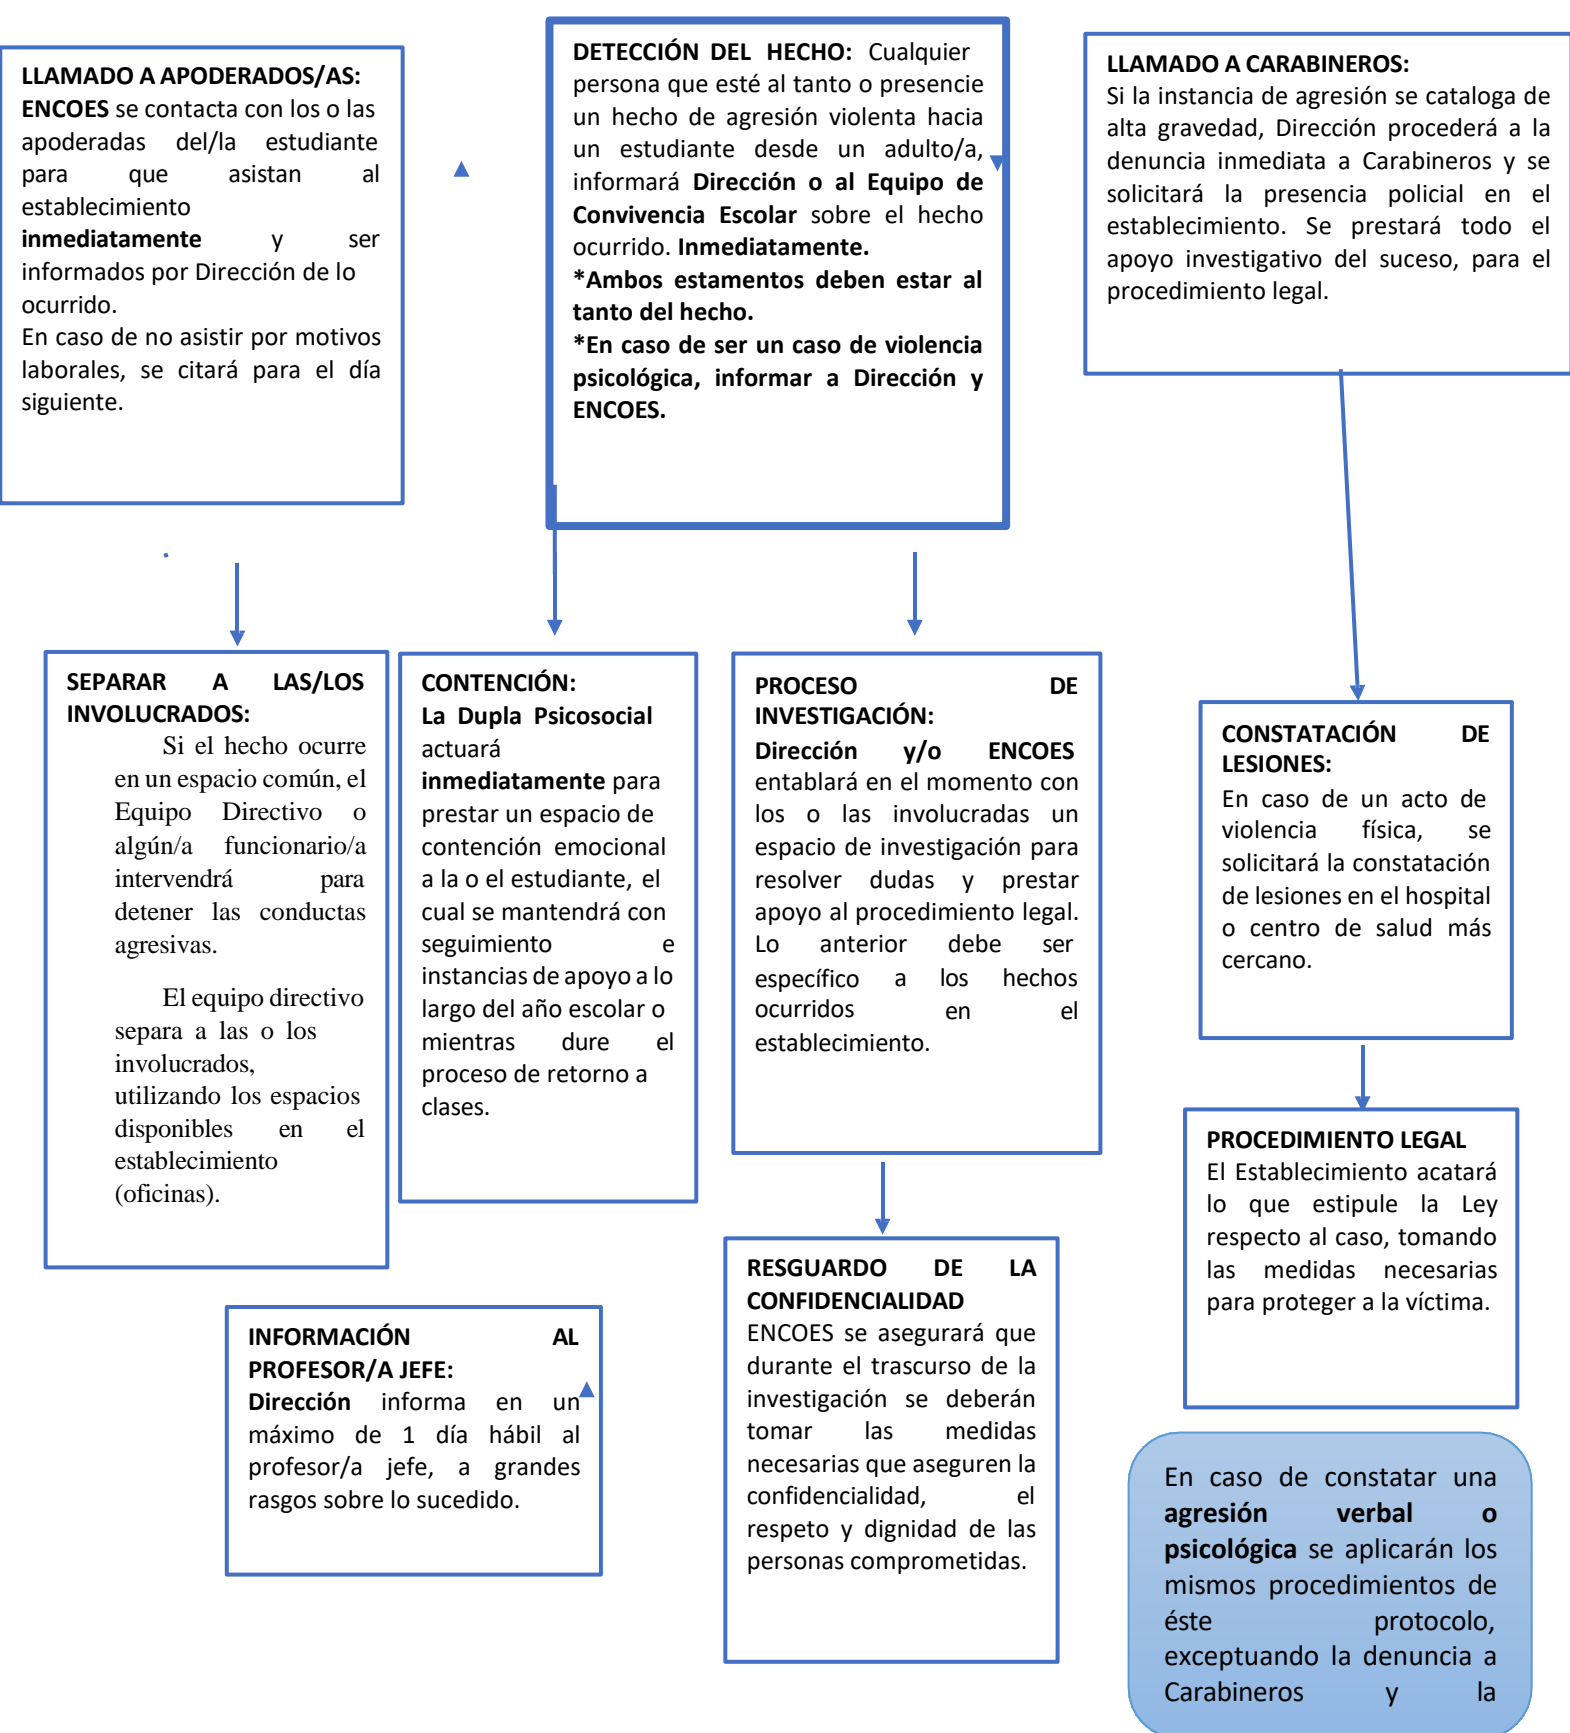 LLAMADO A APODERADOS/AS:
ENCOES se contacta con los o las
apoderadas del/la estudiante
para que asistan al
establecimiento
inmediatamente y ser
informados por Dirección de lo
ocurrido.
En caso de no asistir por motivos
laborales, se citará para el día
siguiente.
DETECCIÓN DEL HECHO: Cualquier
persona que esté al tanto o presencie
un hecho de agresión violenta hacia
un estudiante desde un adulto/a,
informará Dirección o al Equipo de
Convivencia Escolar sobre el hecho
ocurrido. Inmediatamente.
*Ambos estamentos deben estar al
tanto del hecho.
*En caso de ser un caso de violencia
psicológica, informar a Dirección y
ENCOES.
LLAMADO A CARABINEROS:
Si la instancia de agresión se cataloga de
alta gravedad, Dirección procederá a la
denuncia inmediata a Carabineros y se
solicitará la presencia policial en el
establecimiento. Se prestará todo el
apoyo investigativo del suceso, para el
procedimiento legal.
SEPARAR A LAS/LOS
INVOLUCRADOS:
Si el hecho ocurre
en un espacio común, el
Equipo Directivo o
algún/a funcionario/a
intervendrá para
detener las conductas
agresivas.
El equipo directivo
separa a las o los
involucrados,
utilizando los espacios
disponibles en el
establecimiento
(oficinas).
CONTENCIÓN:
La Dupla Psicosocial
actuará
inmediatamente para
prestar un espacio de
contención emocional
a la o el estudiante, el
cual se mantendrá con
seguimiento e
instancias de apoyo a lo
largo del año escolar o
mientras dure el
proceso de retorno a
clases.
PROCESO DE
INVESTIGACIÓN:
Dirección y/o ENCOES
entablará en el momento con
los o las involucradas un
espacio de investigación para
resolver dudas y prestar
apoyo al procedimiento legal.
Lo anterior debe ser
específico a los hechos
ocurridos en el
establecimiento.
CONSTATACIÓN DE
LESIONES:
En caso de un acto de
violencia física, se
solicitará la constatación
de lesiones en el hospital
o centro de salud más
cercano.
PROCEDIMIENTO LEGAL
El Establecimiento acatará
lo que estipule la Ley
respecto al caso, tomando
las medidas necesarias
para proteger a la víctima.
INFORMACIÓN AL
PROFESOR/A JEFE:
Dirección informa en un
máximo de 1 día hábil al
profesor/a jefe, a grandes
rasgos sobre lo sucedido.
RESGUARDO DE LA
CONFIDENCIALIDAD
ENCOES se asegurará que
durante el trascurso de la
investigación se deberán
tomar las medidas
necesarias que aseguren la
confidencialidad, el
respeto y dignidad de las
personas comprometidas.
En caso de constatar una
agresión verbal o
psicológica se aplicarán los
mismos procedimientos de
éste protocolo,
exceptuando la denuncia a
Carabineros y la